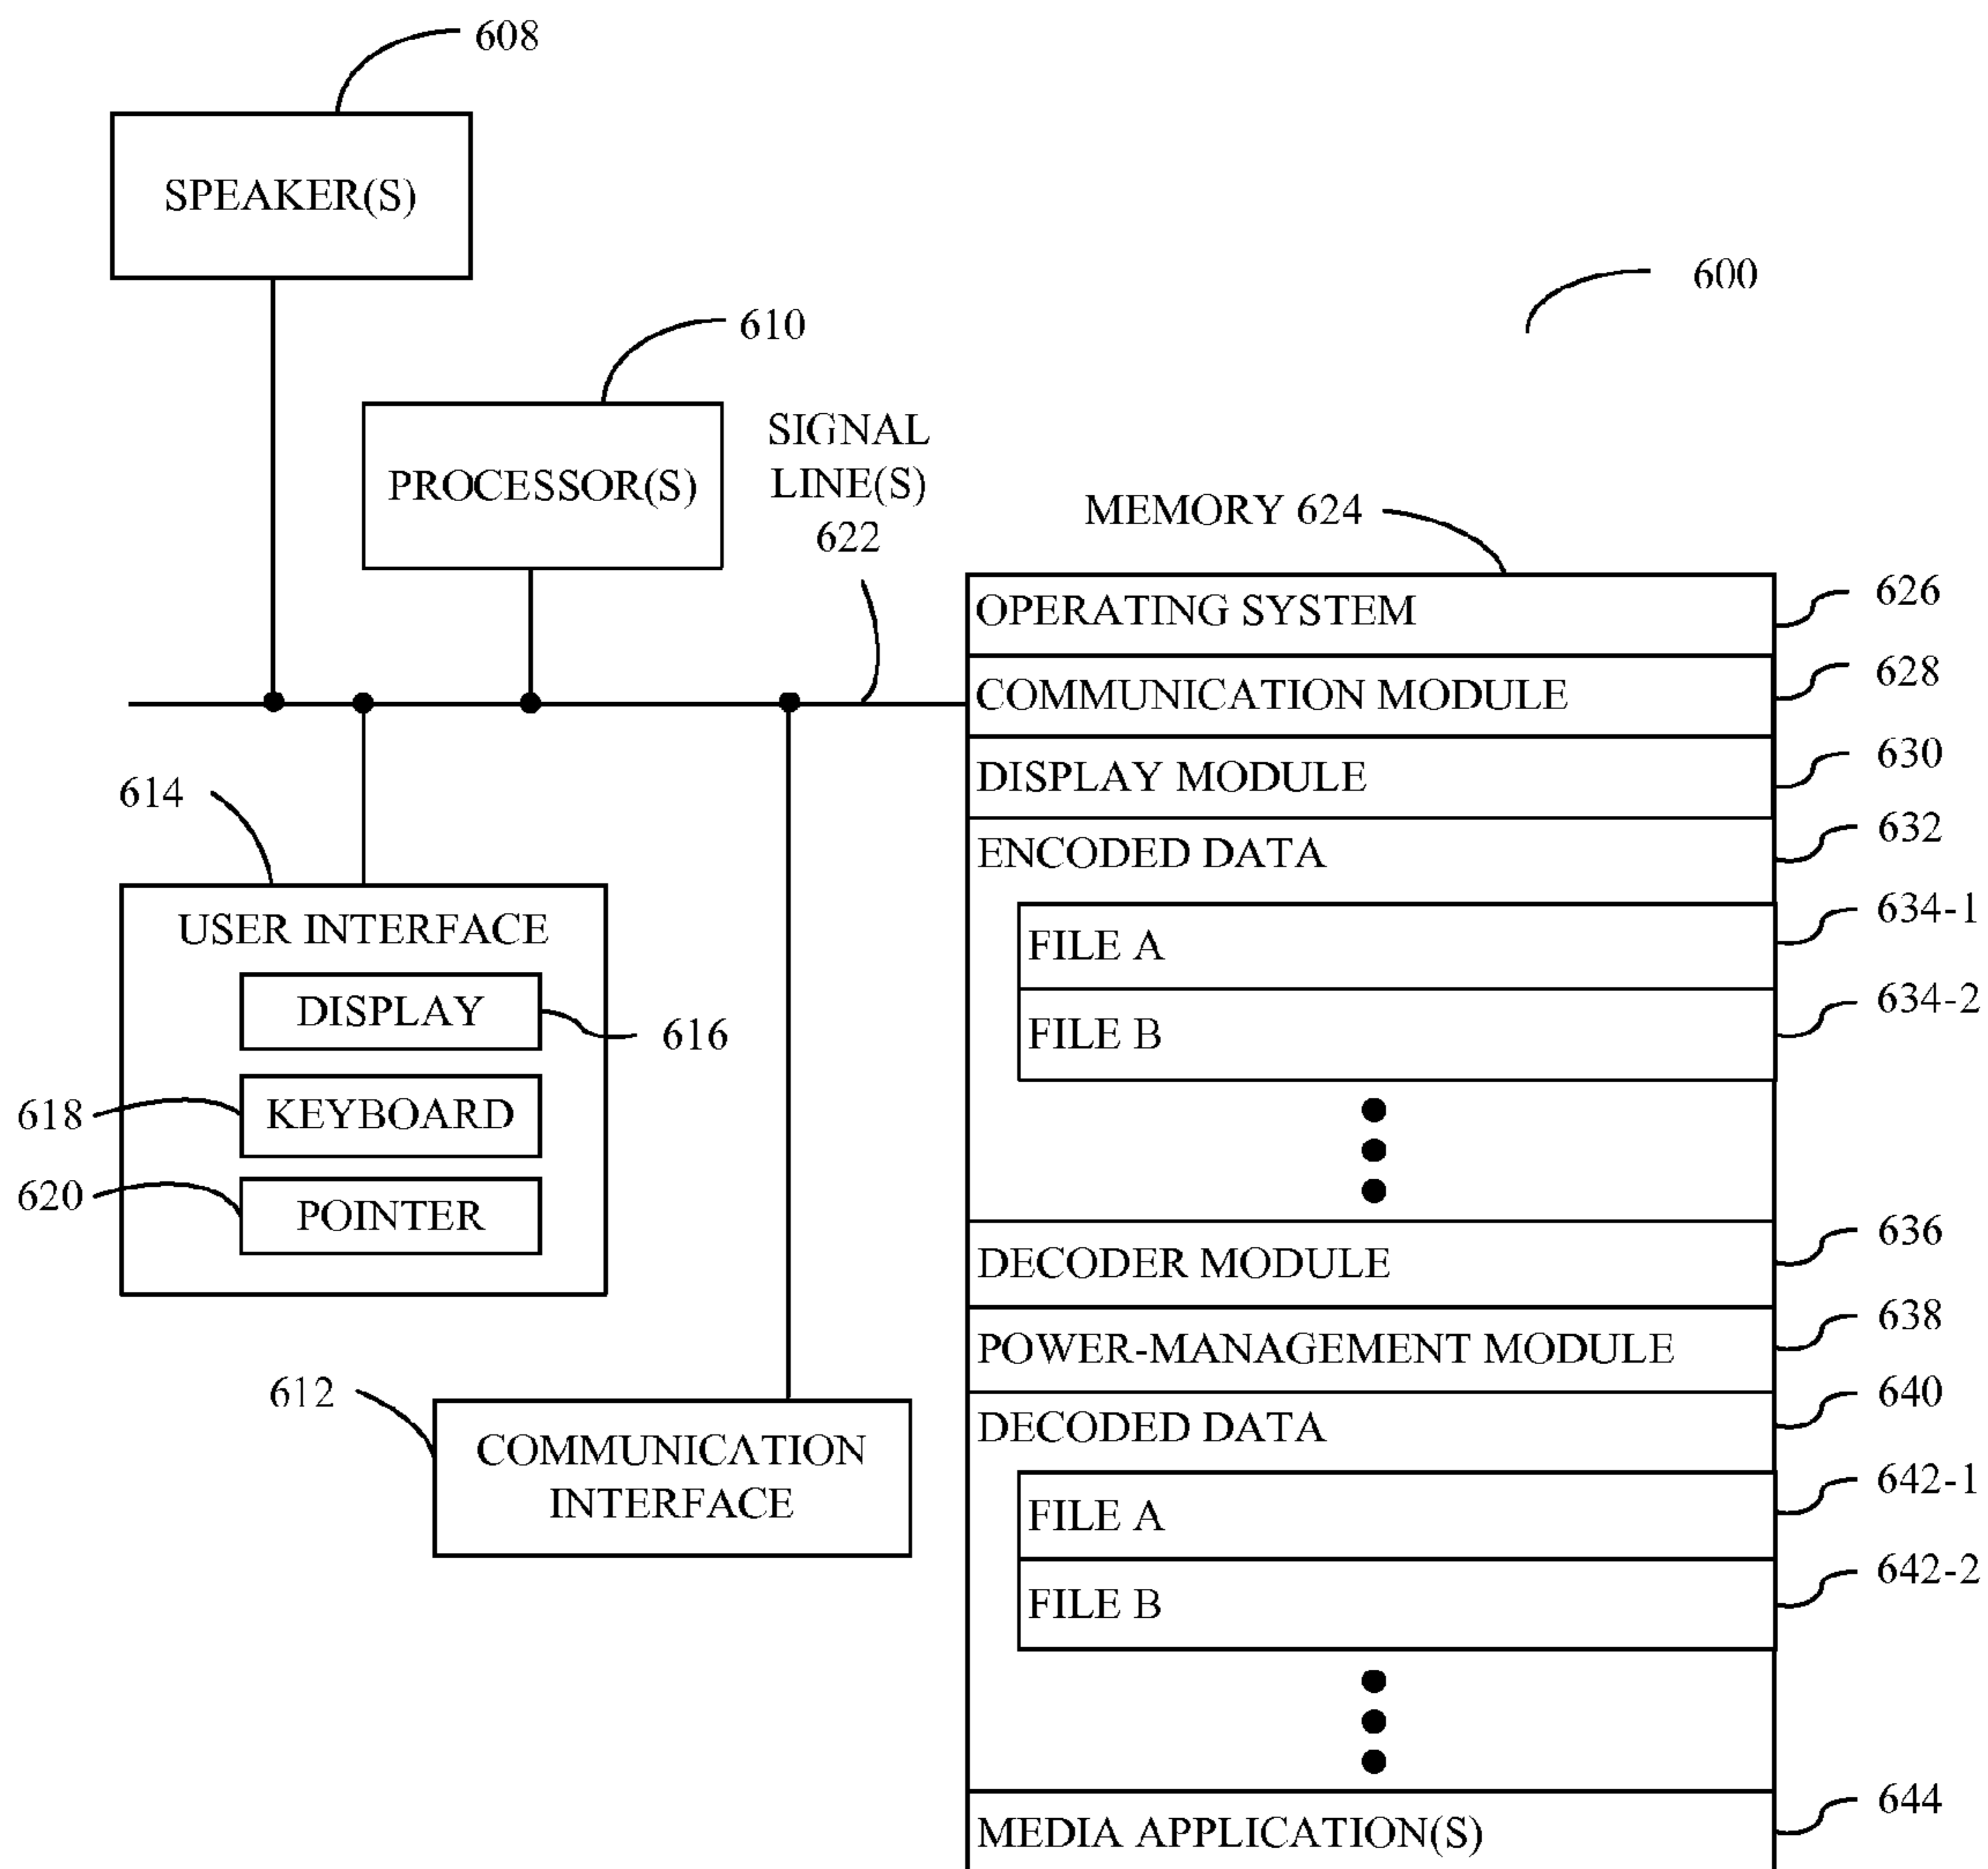 608
SPEAKER(S)
600
610
PROCESSOR(S)
SIGNAL
LINE(S)
622
MEMORY 624
OPERATING SYSTEM
626
COMMUNICATION MODULE
628
DISPLAY MODULE
630
ENCODED DATA
632
FILE A
634-1
FILE B
634-2
614
USER INTERFACE
DISPLAY
616
618
KEYBOARD
620
POINTER
DECODER MODULE
636
POWER-MANAGEMENT MODULE
638
612
COMMUNICATION
INTERFACE
DECODED DATA
640
FILE A
642-1
FILE B
642-2
MEDIA APPLICATION(S)
644